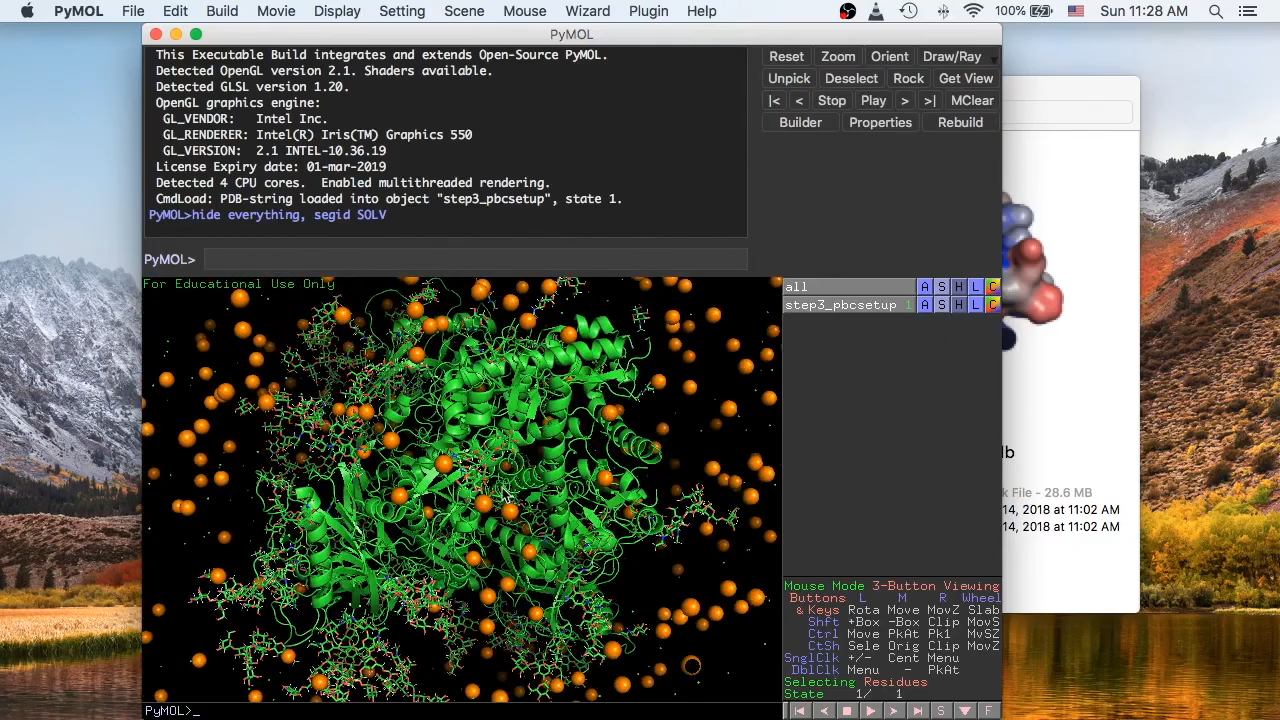 PyMOL File Edit Build Movie Display Setting Scene Mouse Wizard Plugin Help 100% Sun 11:28 AM
PyMOL
This Executable Build integrates and extends Open-Source PyMOL.
Detected OpenGL version 2.1. Shaders available.
Detected GLSL version 1.20.
OpenGL graphics engine:
GL_VENDOR: Intel Inc.
GL_RENDERER: Intel(R) Iris(TM) Graphics 550
GL_VERSION: 2.1 INTEL-10.36.19
License Expiry date: 01-mar-2019
Detected 4 CPU cores. Enabled multithreaded rendering.
CmdLoad: PDB-string loaded into object "step3_pbcsetup", state 1.
PyMOL>hide everything, segid SOLV
PyMOL>
Reset Zoom Orient Draw/Ray
Unpick Deselect Rock Get View
|< < Stop Play > >| MClear
Builder Properties Rebuild
For Educational Use Only
all A S H L C
step3_pbcsetup 1 A S H L C
lb
k File - 28.6 MB
14, 2018 at 11:02 AM
14, 2018 at 11:02 AM
Mouse Mode 3-Button Viewing
Buttons L M R Wheel
& Keys Rota Move MovZ Slab
Shft +Box -Box Clip MovS
Ctrl Move PkAt Pk1 MvSZ
CtSh Sele Orig Clip MovZ
SnglClk +/- Cent Menu
DblClk Menu - PkAt
Selecting Residues
State 1/ 1
S F
PyMOL>_